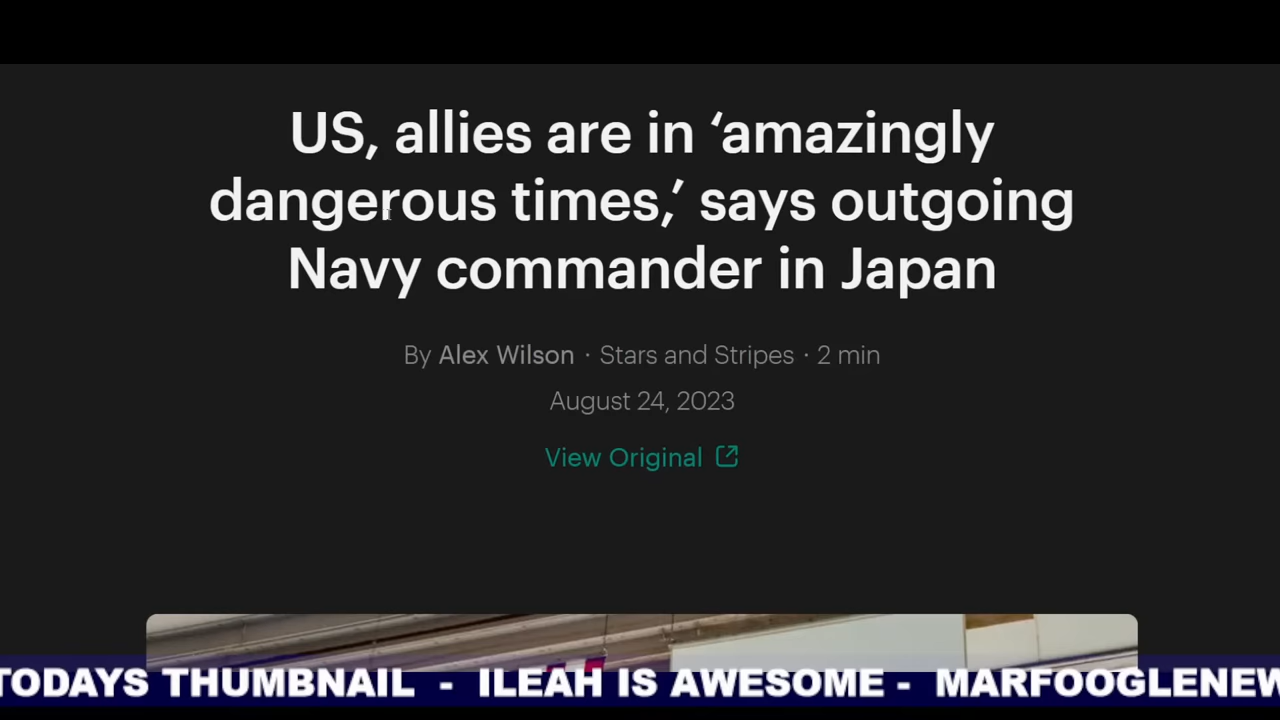 US, allies are in ‘amazingly
dangerous times,’ says outgoing
Navy commander in Japan
By Alex Wilson · Stars and Stripes · 2 min
August 24, 2023
View Original
TODAYS THUMBNAIL - ILEAH IS AWESOME - MARFOOGLENEW